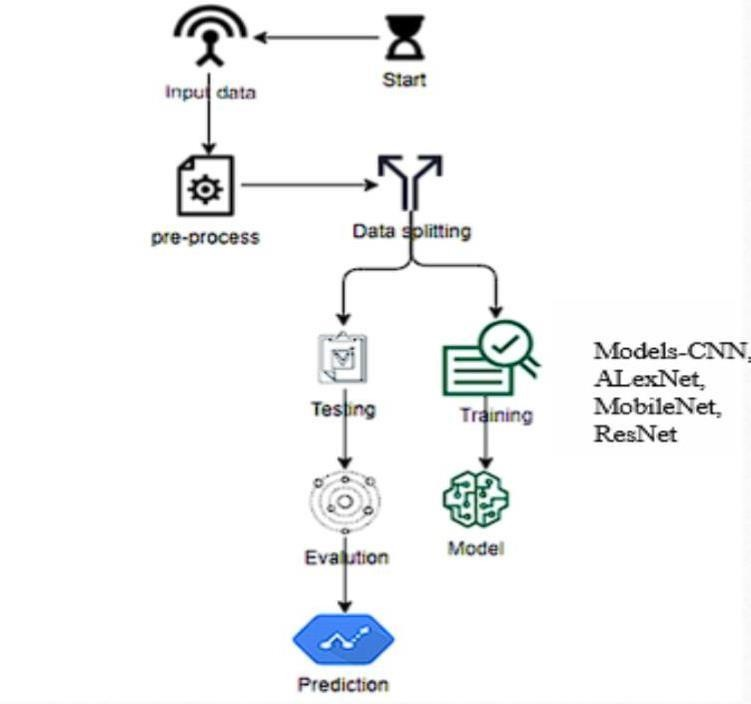 Start
Input data
pre-process
Data splitting
Testing
Training
Models-CNN,
ALexNet,
MobileNet,
ResNet
Evalution
Model
Prediction